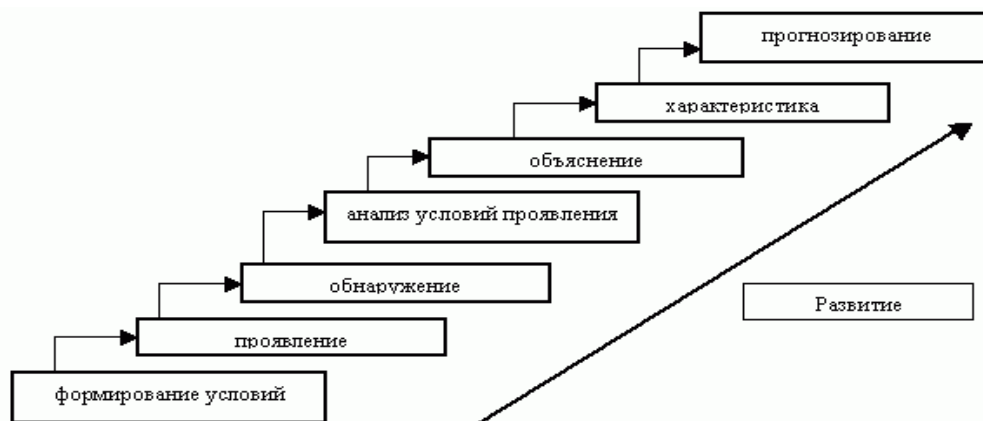 прогнозирование
характеристика
объяснение
анализ условий проявления
обнаружение
Развитие
проявление
формирование условий